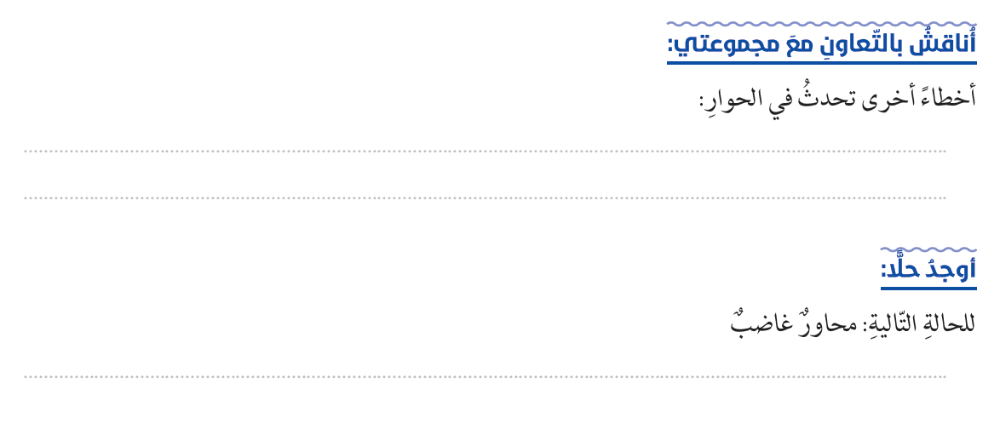 أُناقشُ بالتّعاونِ معَ مجموعتي:
أخطاءً أخرى تحدثُ في الحوارِ:
أوجدُ حلًّا:
للحالةِ التّاليةِ: محاورٌ غاضبٌ